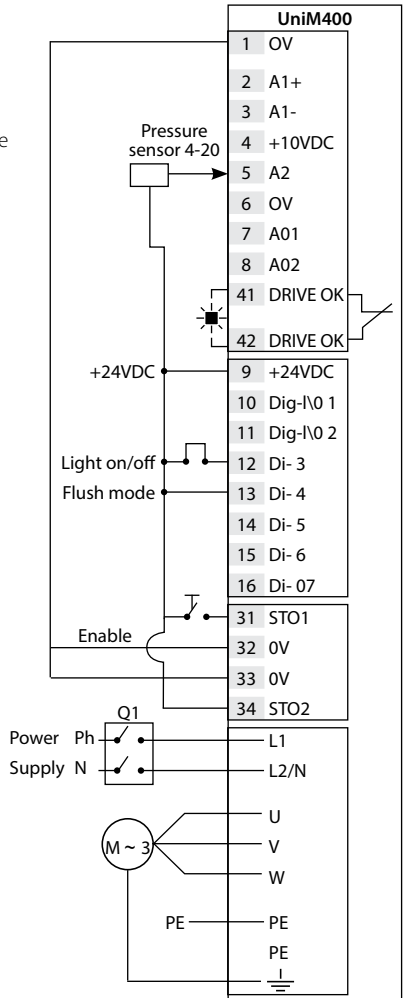 UniM400
1 OV
2 A1+
3 A1-
e
Pressure
sensor 4-20
4 +10VDC
5 A2
6 OV
7 A01
8 A02
41 DRIVE OK
42 DRIVE OK
+24VDC 9 +24VDC
10 Dig-I\0 1
11 Dig-I\0 2
Light on/off 12 Di- 3
Flush mode 13 Di- 4
14 Di- 5
15 Di- 6
16 Di- 07
31 STO1
Enable 32 0V
33 0V
34 STO2
Q1
Power Ph L1
Supply N L2/N
U
M ~ 3 V
W
PE PE
PE